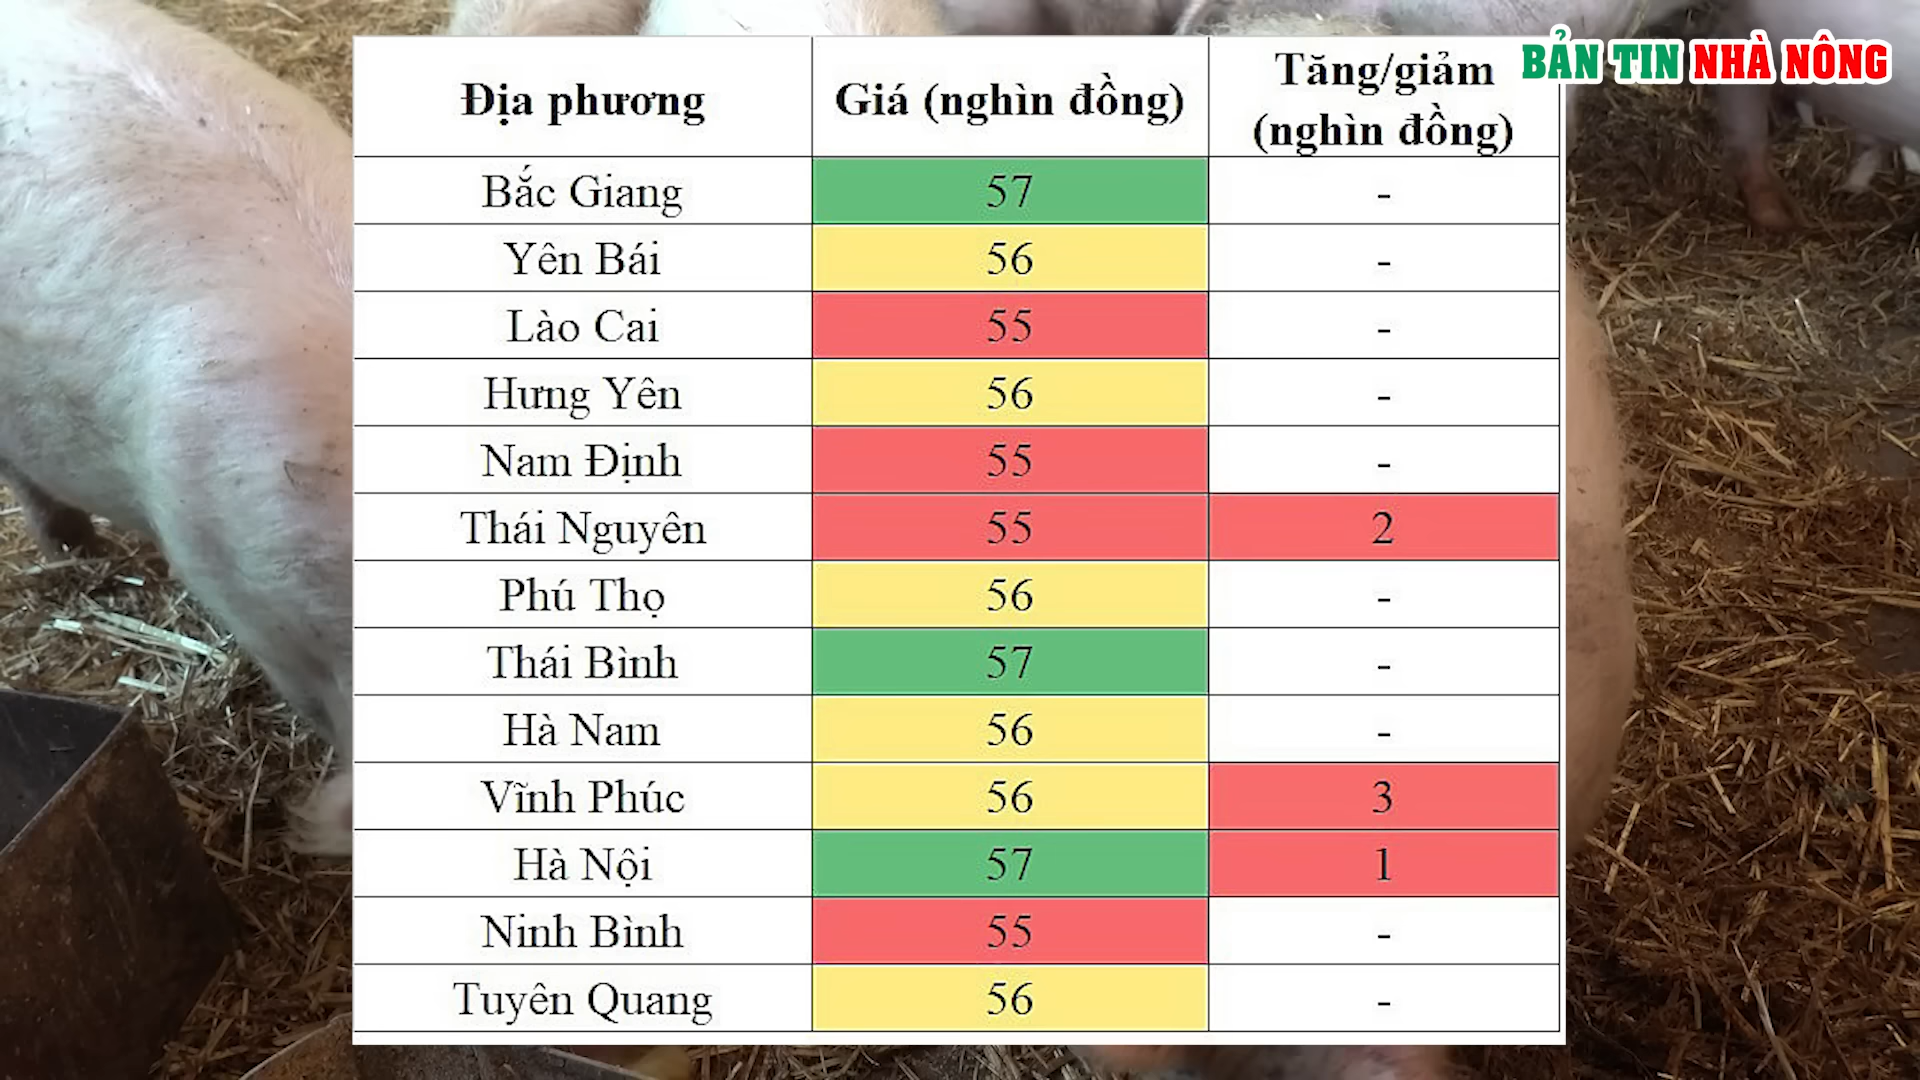 BẢN TIN NHÀ NÔNG
Địa phương Giá (nghìn đồng) Tăng/giảm (nghìn đồng)
Bắc Giang 57 -
Yên Bái 56 -
Lào Cai 55 -
Hưng Yên 56 -
Nam Định 55 -
Thái Nguyên 55 2
Phú Thọ 56 -
Thái Bình 57 -
Hà Nam 56 -
Vĩnh Phúc 56 3
Hà Nội 57 1
Ninh Bình 55 -
Tuyên Quang 56 -